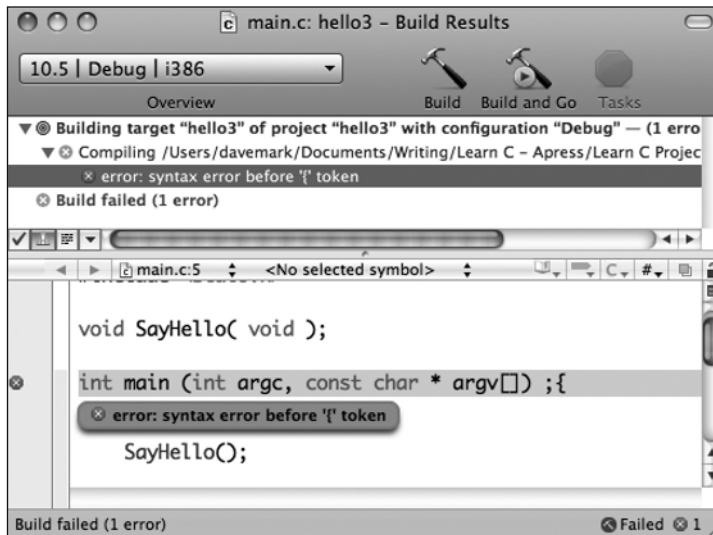 main.c: hello3 – Build Results
10.5 | Debug | i386
Overview
Build
Build and Go
Tasks
Building target “hello3” of project “hello3” with configuration “Debug” — (1 erro
Compiling /Users/davemark/Documents/Writing/Learn C – Apress/Learn C Projec
error: syntax error before '{' token
Build failed (1 error)
main.c:5
<No selected symbol>
C
#
void SayHello( void );
int main (int argc, const char * argv[]) ;{
error: syntax error before '{' token
SayHello();
Build failed (1 error)
Failed
1